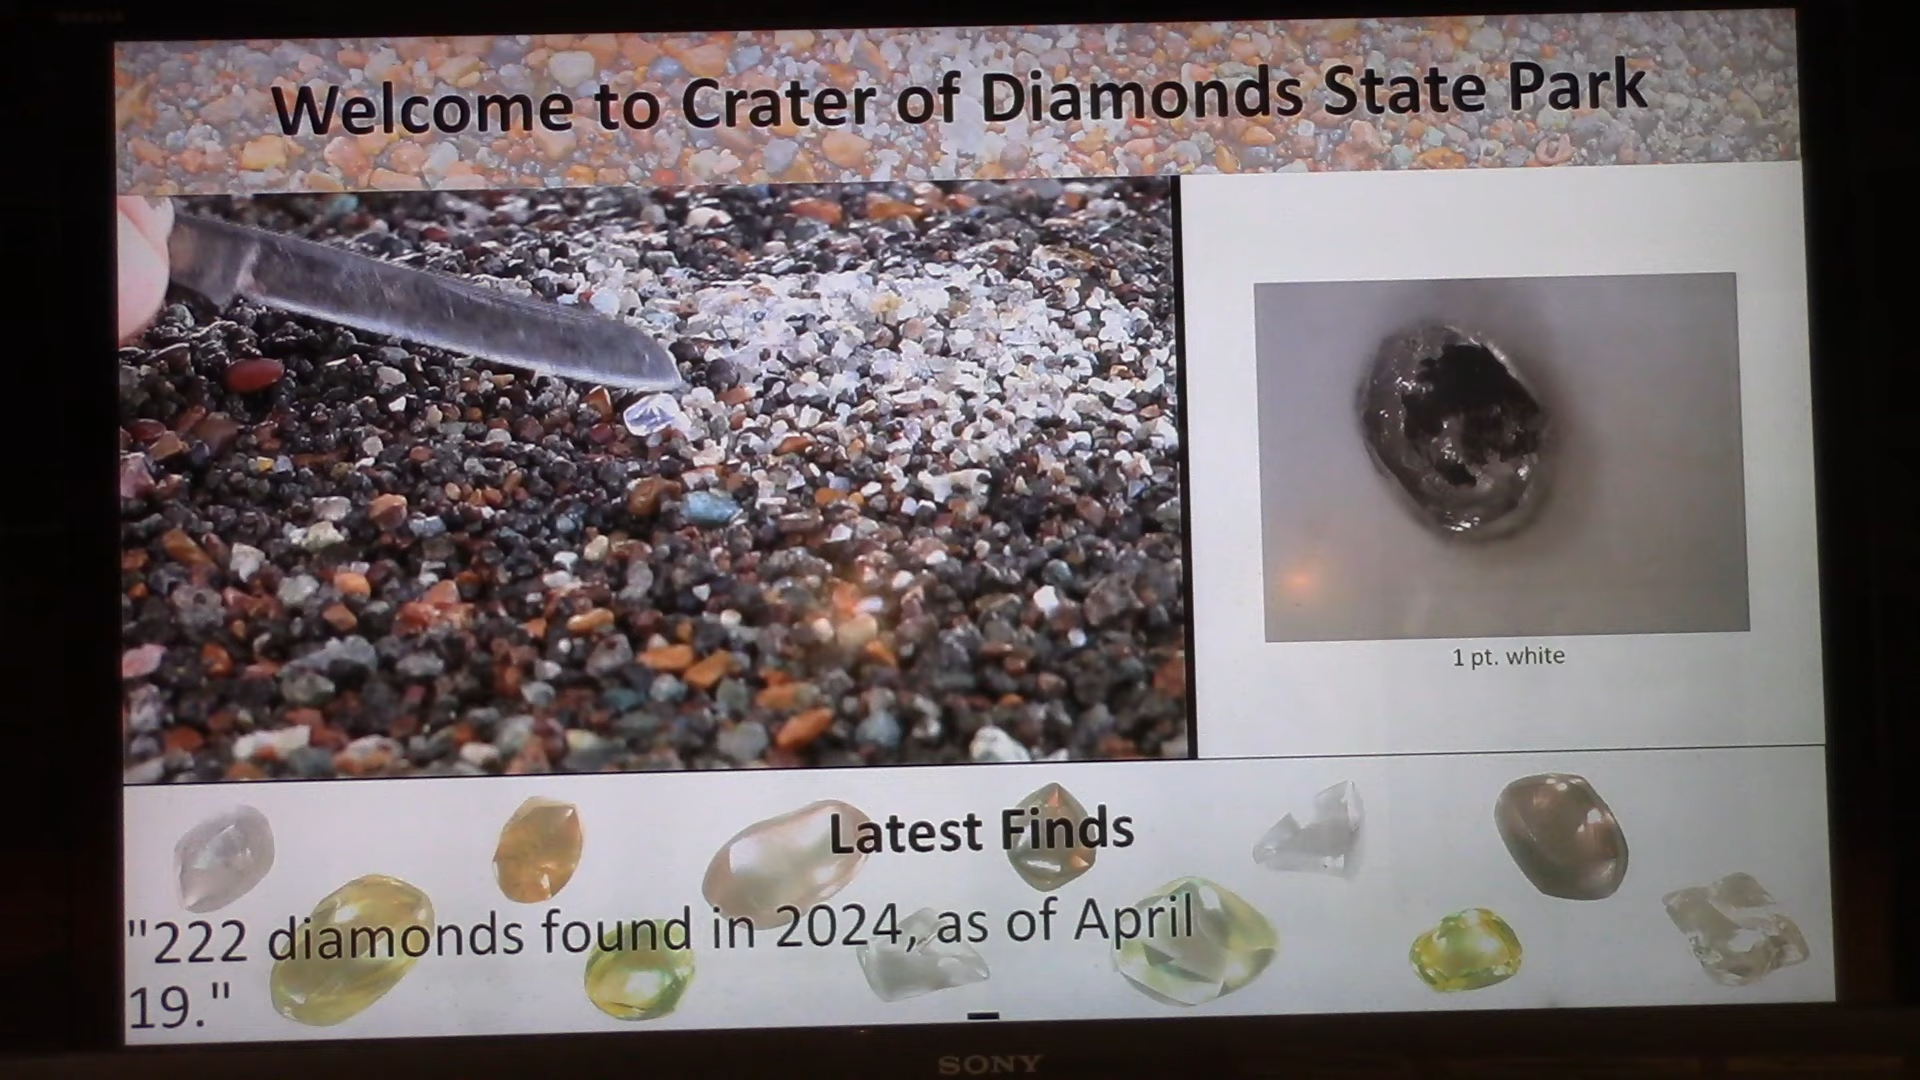 Welcome to Crater of Diamonds State Park
1 pt. white
Latest Finds
"222 diamonds found in 2024, as of April
19."
SONY